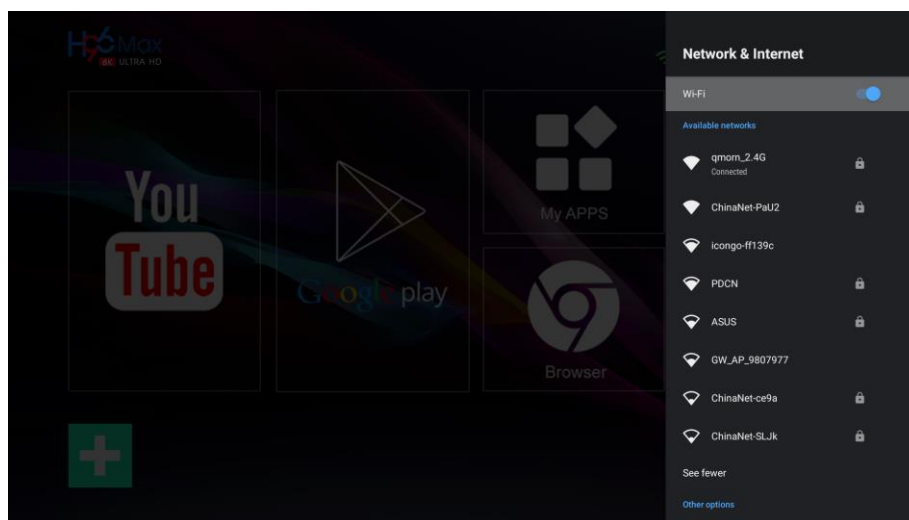 H96 Max
6K ULTRA HD
You
Tube
Google play
My APPS
Browser
Network & Internet
Wi-Fi
Available networks
qmorn_2.4G
Connected
ChinaNet-PaU2
icongo-ff139c
PDCN
ASUS
GW_AP_9807977
ChinaNet-ce9a
ChinaNet-SLJk
See fewer
Other options